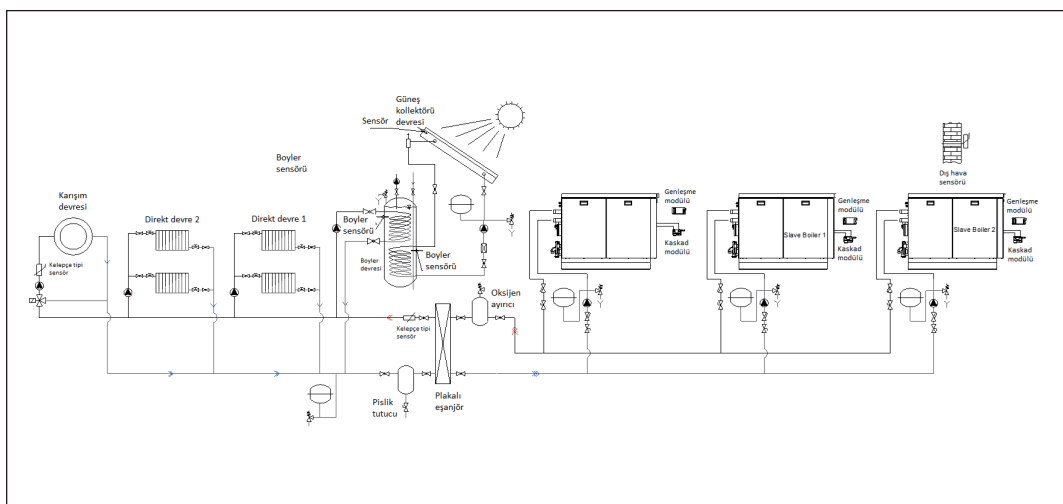 Güneş
kollektörü
devresi
Sensör
Boyler
sensörü
Karışım
devresi
Direkt devre 2
Direkt devre 1
Boyler
sensörü
Boyler
devresi
Boyler
sensörü
Kelepçe tipi
sensör
Oksijen
ayırıcı
Kelepçe tipi
sensör
Pislik
tutucu
Plakalı
eşanjör
Genleşme
modülü
Kaskad
modülü
Slave Boiler 1
Genleşme
modülü
Kaskad
modülü
Dış hava
sensörü
Slave Boiler 2
Genleşme
modülü
Kaskad
modülü